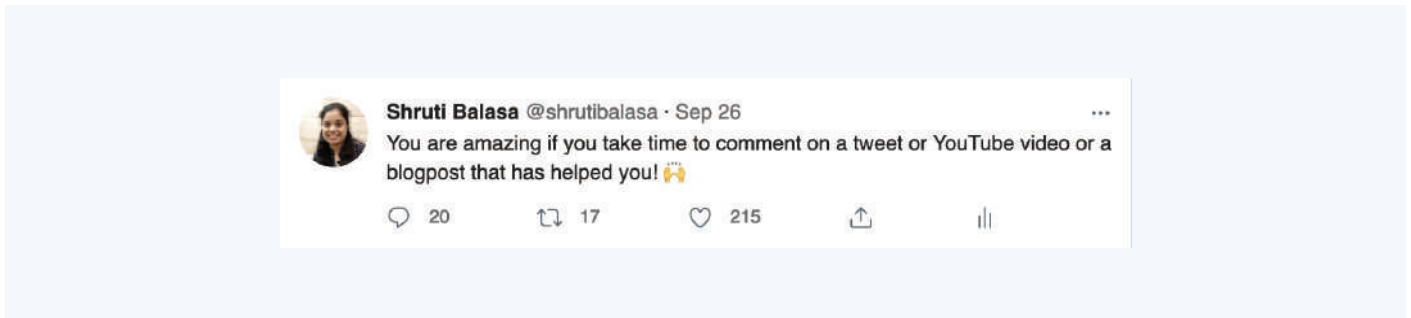 Shruti Balasa @shrutibalasa · Sep 26
You are amazing if you take time to comment on a tweet or YouTube video or a
blogpost that has helped you! 🙌
20 17 215